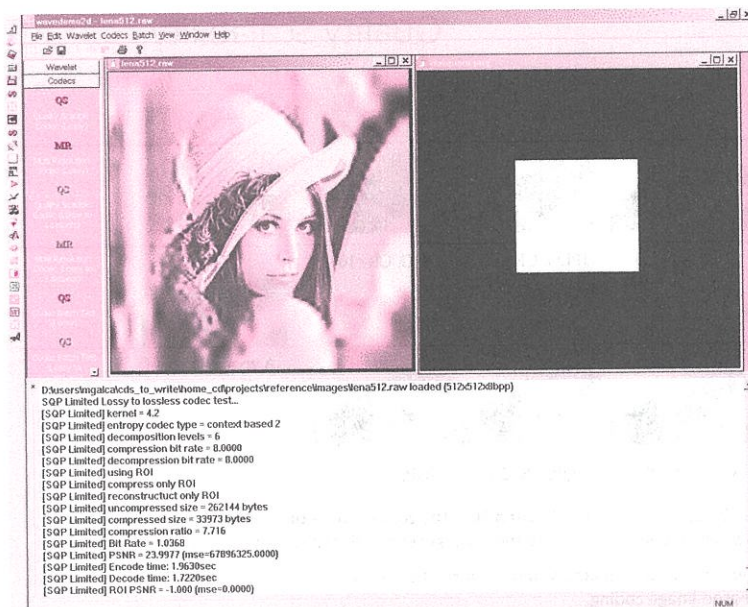 wavedemo2d - lena512.raw
File Edit Wavelet Codecs Batch View Window Help
Wavelet
Codecs
lena512.raw
QS
MR
QS
MR
QS
QS
D:\users\mgalca\cds_to_write\home_cd\projects\reference\images\lena512.raw loaded (512x512x8bpp)
SQP Limited Lossy to lossless codec test...
[SQP Limited] kernel = 4.2
[SQP Limited] entropy codec type = context based 2
[SQP Limited] decomposition levels = 6
[SQP Limited] compression bit rate = 8.0000
[SQP Limited] decompression bit rate = 8.0000
[SQP Limited] using ROI
[SQP Limited] compress only ROI
[SQP Limited] reconstructuct only ROI
[SQP Limited] uncompressed size = 262144 bytes
[SQP Limited] compressed size = 33973 bytes
[SQP Limited] compression ratio = 7.716
[SQP Limited] Bit Rate = 1.0368
[SQP Limited] PSNR = 23.9977 (mse=67896325.0000)
[SQP Limited] Encode time: 1.9630sec
[SQP Limited] Decode time: 1.7220sec
[SQP Limited] ROI PSNR = -1.000 (mse=0.0000)
NUM